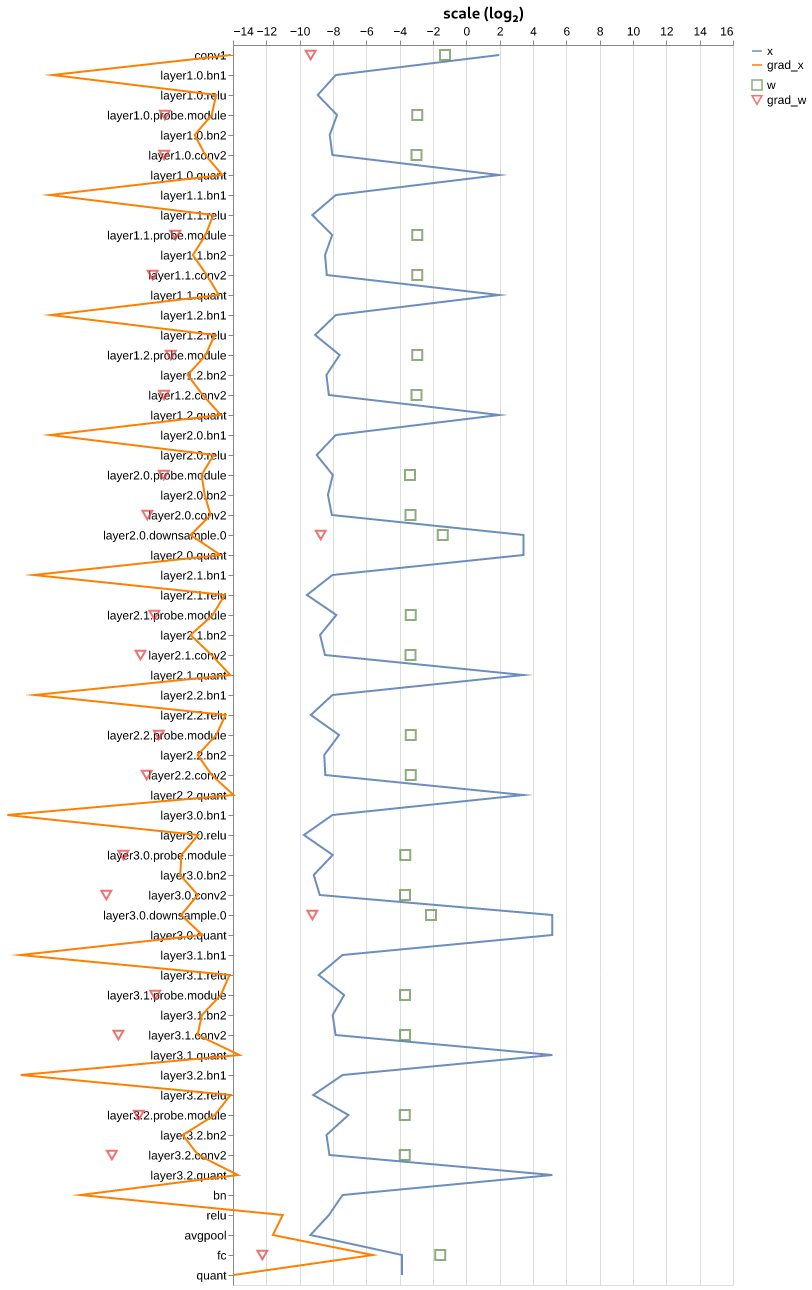 scale (log2)
−14 −12 −10 −8 −6 −4 −2 0 2 4 6 8 10 12 14 16
x
grad_x
w
grad_w
conv1
layer1.0.bn1
layer1.0.relu
layer1.0.probe.module
layer1.0.bn2
layer1.0.conv2
layer1.0.quant
layer1.1.bn1
layer1.1.relu
layer1.1.probe.module
layer1.1.bn2
layer1.1.conv2
layer1.1.quant
layer1.2.bn1
layer1.2.relu
layer1.2.probe.module
layer1.2.bn2
layer1.2.conv2
layer1.2.quant
layer2.0.bn1
layer2.0.relu
layer2.0.probe.module
layer2.0.bn2
layer2.0.conv2
layer2.0.downsample.0
layer2.0.quant
layer2.1.bn1
layer2.1.relu
layer2.1.probe.module
layer2.1.bn2
layer2.1.conv2
layer2.1.quant
layer2.2.bn1
layer2.2.relu
layer2.2.probe.module
layer2.2.bn2
layer2.2.conv2
layer2.2.quant
layer3.0.bn1
layer3.0.relu
layer3.0.probe.module
layer3.0.bn2
layer3.0.conv2
layer3.0.downsample.0
layer3.0.quant
layer3.1.bn1
layer3.1.relu
layer3.1.probe.module
layer3.1.bn2
layer3.1.conv2
layer3.1.quant
layer3.2.bn1
layer3.2.relu
layer3.2.probe.module
layer3.2.bn2
layer3.2.conv2
layer3.2.quant
bn
relu
avgpool
fc
quant